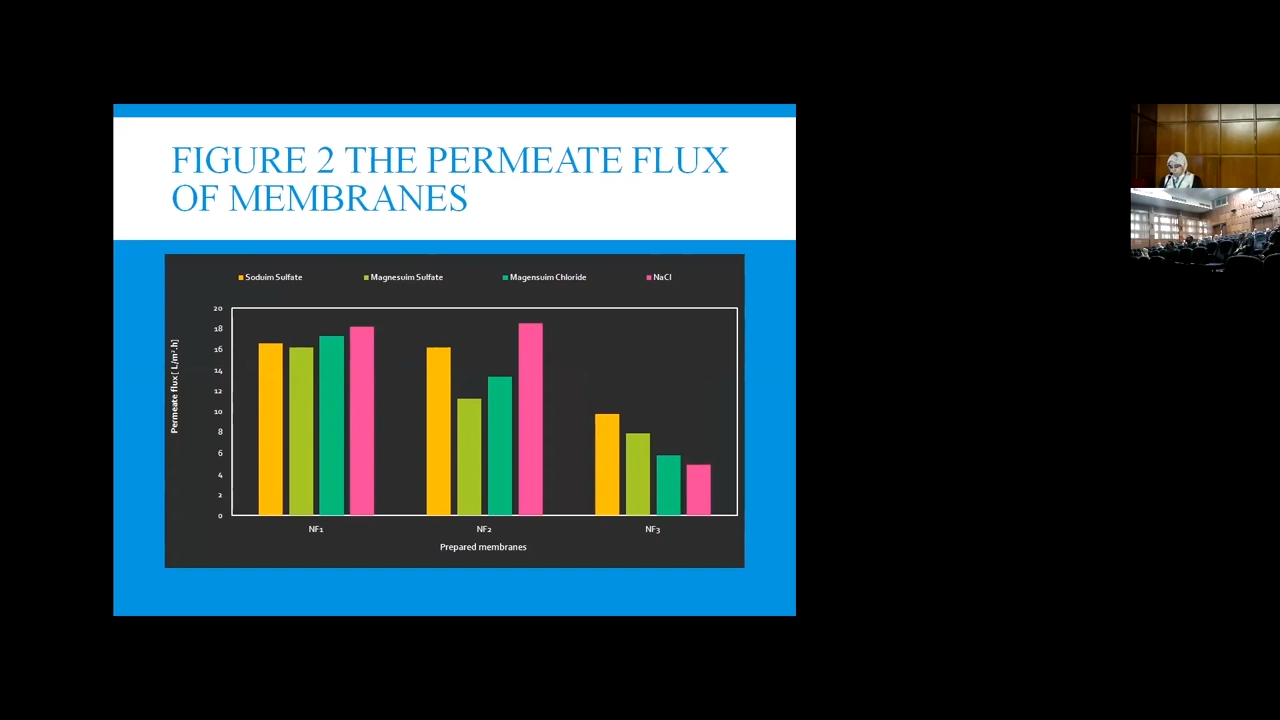 FIGURE 2 THE PERMEATE FLUX
OF MEMBRANES
Soduim Sulfate
Magnesuim Sulfate
Magensuim Chloride
NaCl
Permeate flux [ L/m².h]
20
18
16
14
12
10
8
6
4
2
0
NF1
NF2
NF3
Prepared membranes